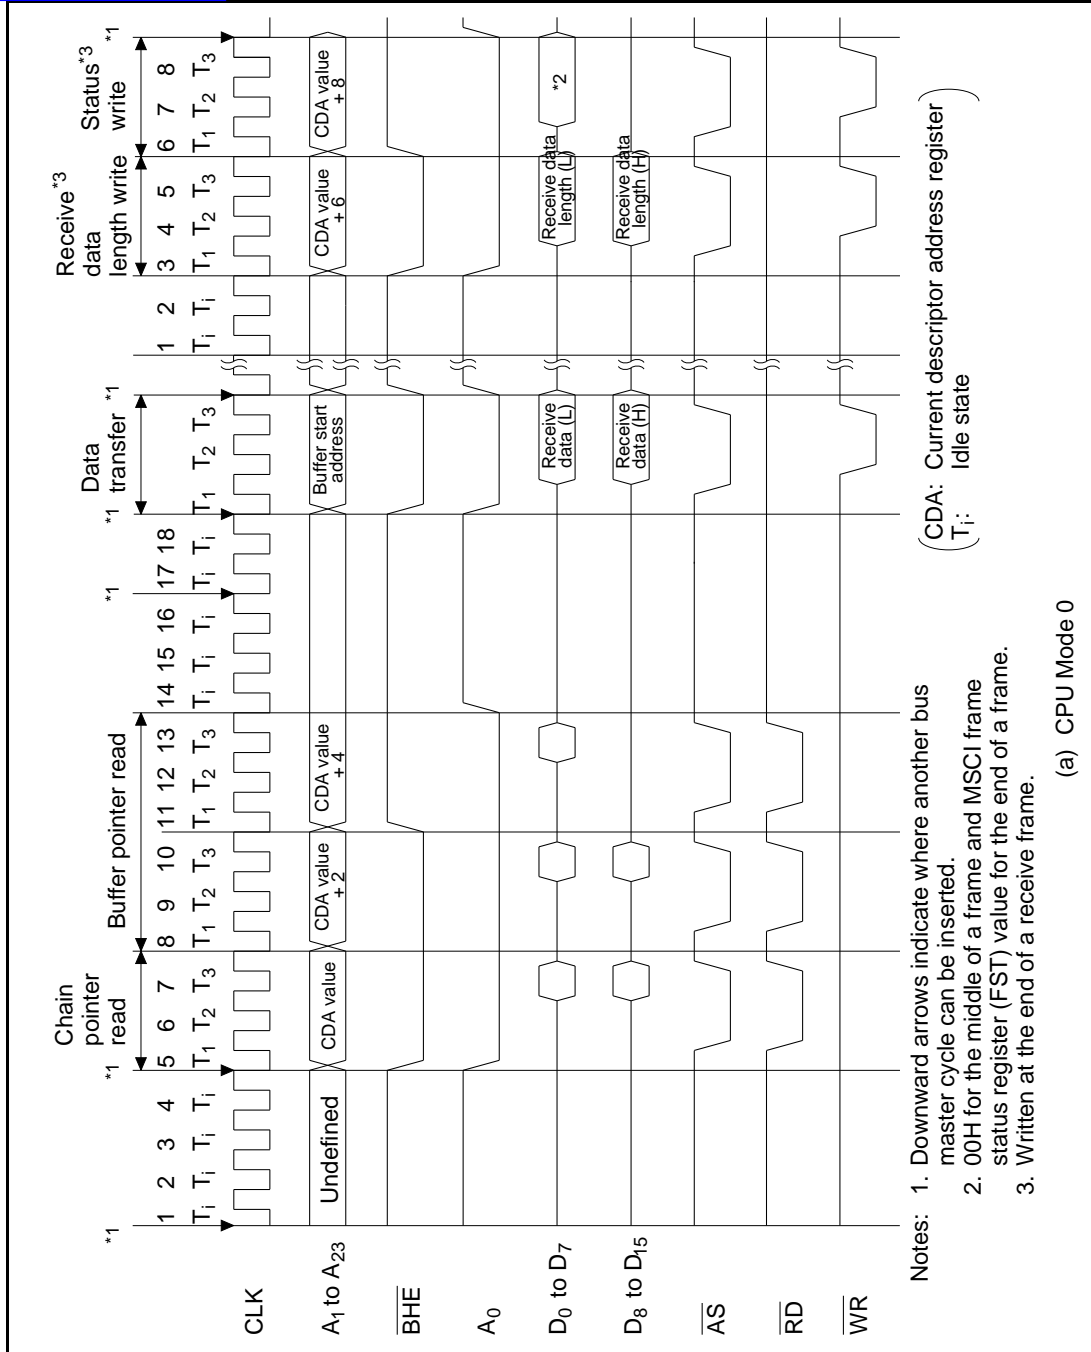 *1 Chain pointer read *1 Buffer pointer read *1 *1 Data transfer *1 Receive*3 data length write Status*3 write *1
1 2 3 4 5 6 7 8 9 10 11 12 13 14 15 16 17 18 1 2 3 4 5 6 7 8
Ti Ti Ti Ti T1 T2 T3 T1 T2 T3 T1 T2 T3 Ti Ti Ti Ti Ti T1 T2 T3 Ti Ti T1 T2 T3 T1 T2 T3
CLK
A1 to A23 Undefined CDA value CDA value + 2 CDA value + 4 Buffer start address CDA value + 6 CDA value + 8
BHE
A0
D0 to D7 Receive data (L) Receive data length (L) *2
D8 to D15 Receive data (H) Receive data length (H)
AS
RD
WR
Notes: 1. Downward arrows indicate where another bus
master cycle can be inserted.
2. 00H for the middle of a frame and MSCI frame
status register (FST) value for the end of a frame.
3. Written at the end of a receive frame.
CDA: Current descriptor address register
Ti: Idle state
(a) CPU Mode 0